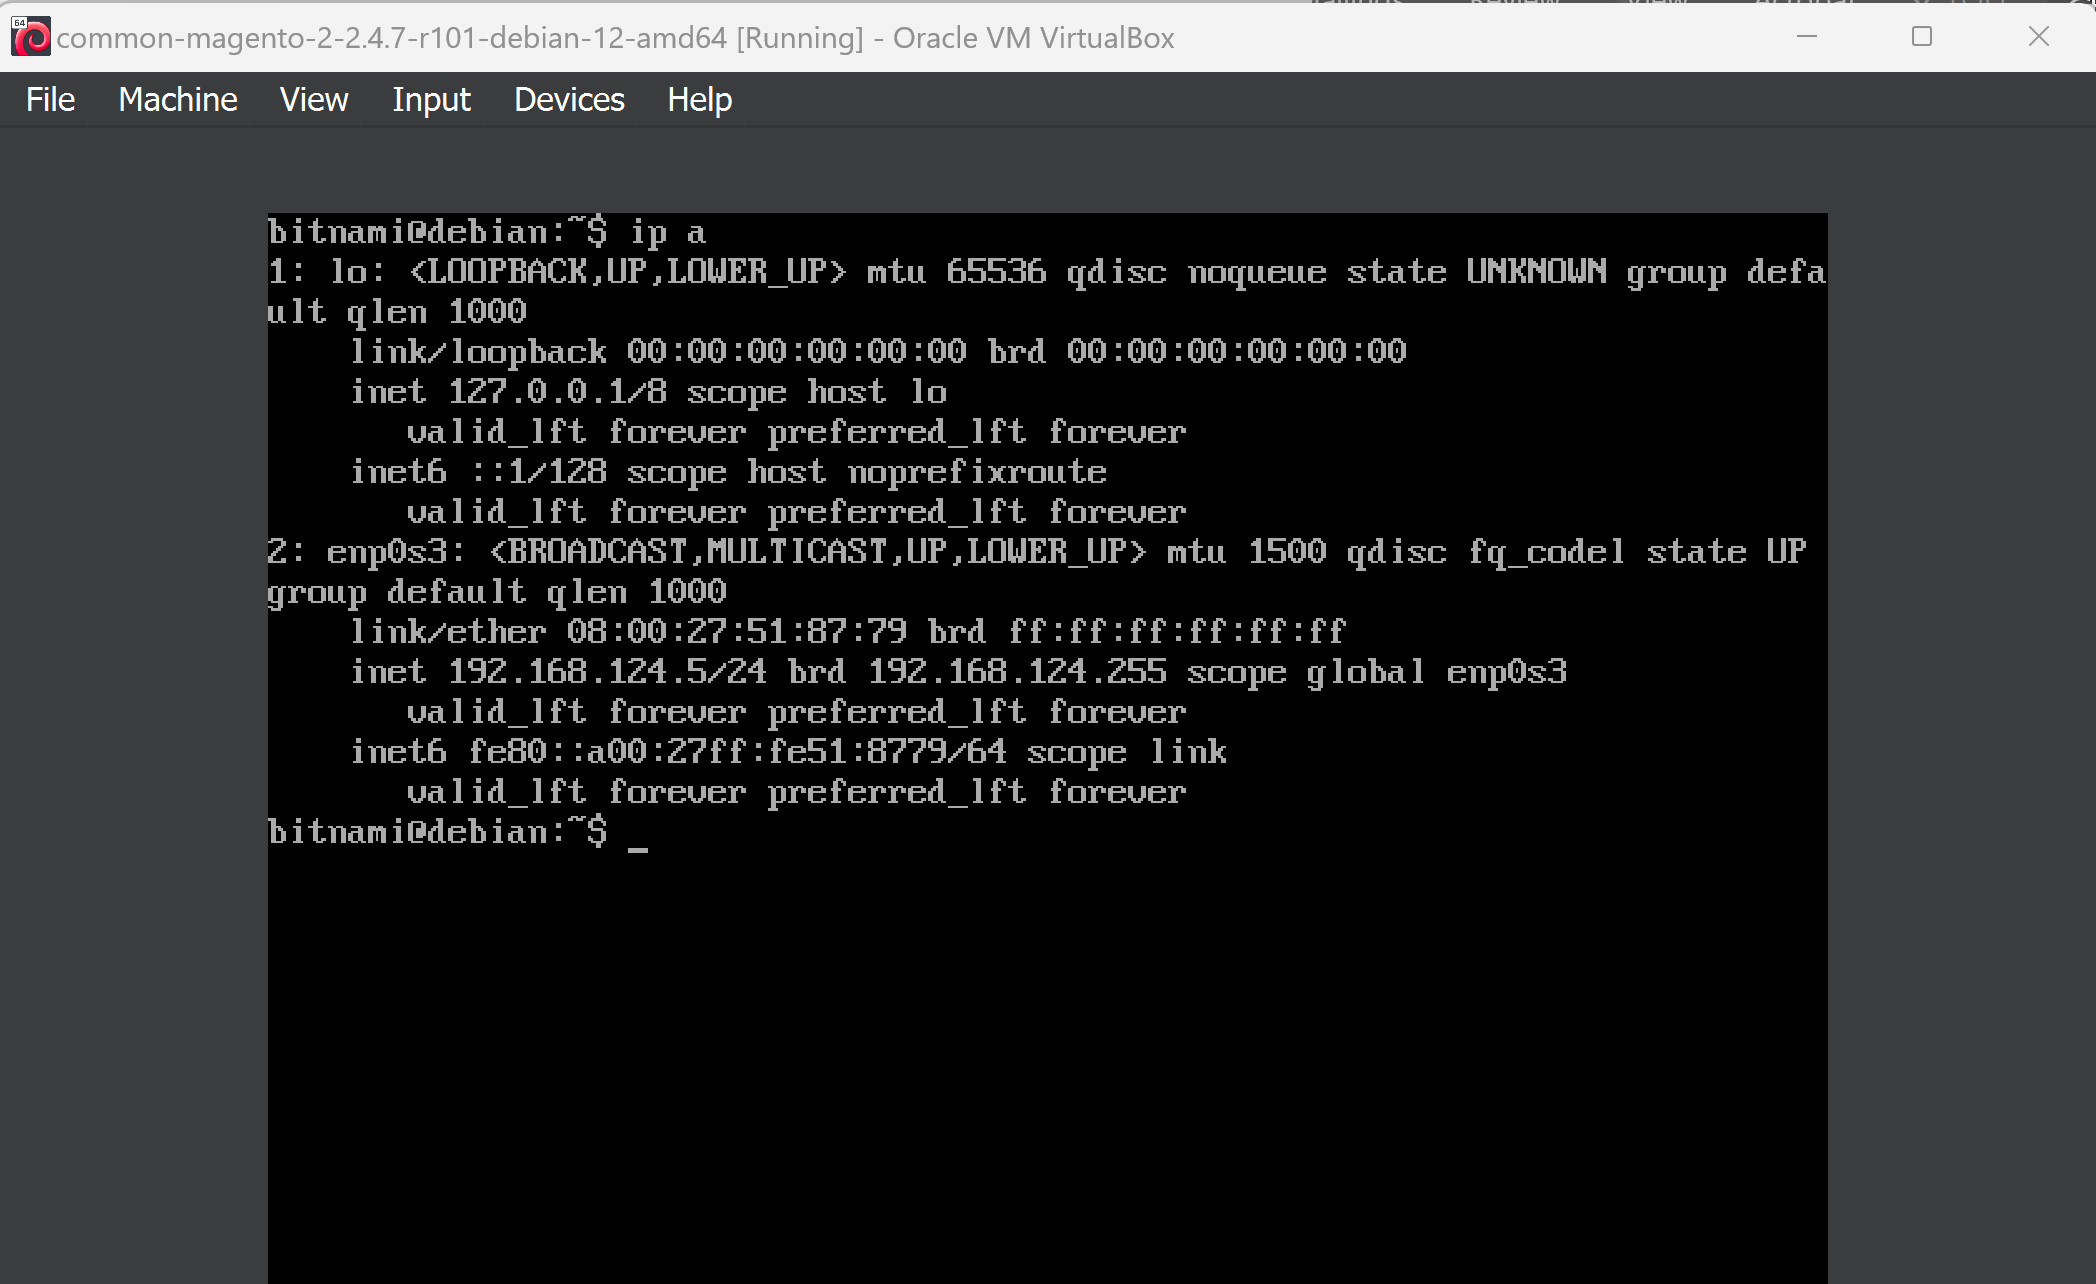 64
common-magento-2-2.4.7-r101-debian-12-amd64 [Running] - Oracle VM VirtualBox
File Machine View Input Devices Help
bitnami@debian:~$ ip a
1: lo: <LOOPBACK,UP,LOWER_UP> mtu 65536 qdisc noqueue state UNKNOWN group defa
ult qlen 1000
    link/loopback 00:00:00:00:00:00 brd 00:00:00:00:00:00
    inet 127.0.0.1/8 scope host lo
       valid_lft forever preferred_lft forever
    inet6 ::1/128 scope host noprefixroute
       valid_lft forever preferred_lft forever
2: enp0s3: <BROADCAST,MULTICAST,UP,LOWER_UP> mtu 1500 qdisc fq_codel state UP
group default qlen 1000
    link/ether 08:00:27:51:87:79 brd ff:ff:ff:ff:ff:ff
    inet 192.168.124.5/24 brd 192.168.124.255 scope global enp0s3
       valid_lft forever preferred_lft forever
    inet6 fe80::a00:27ff:fe51:8779/64 scope link
       valid_lft forever preferred_lft forever
bitnami@debian:~$ _